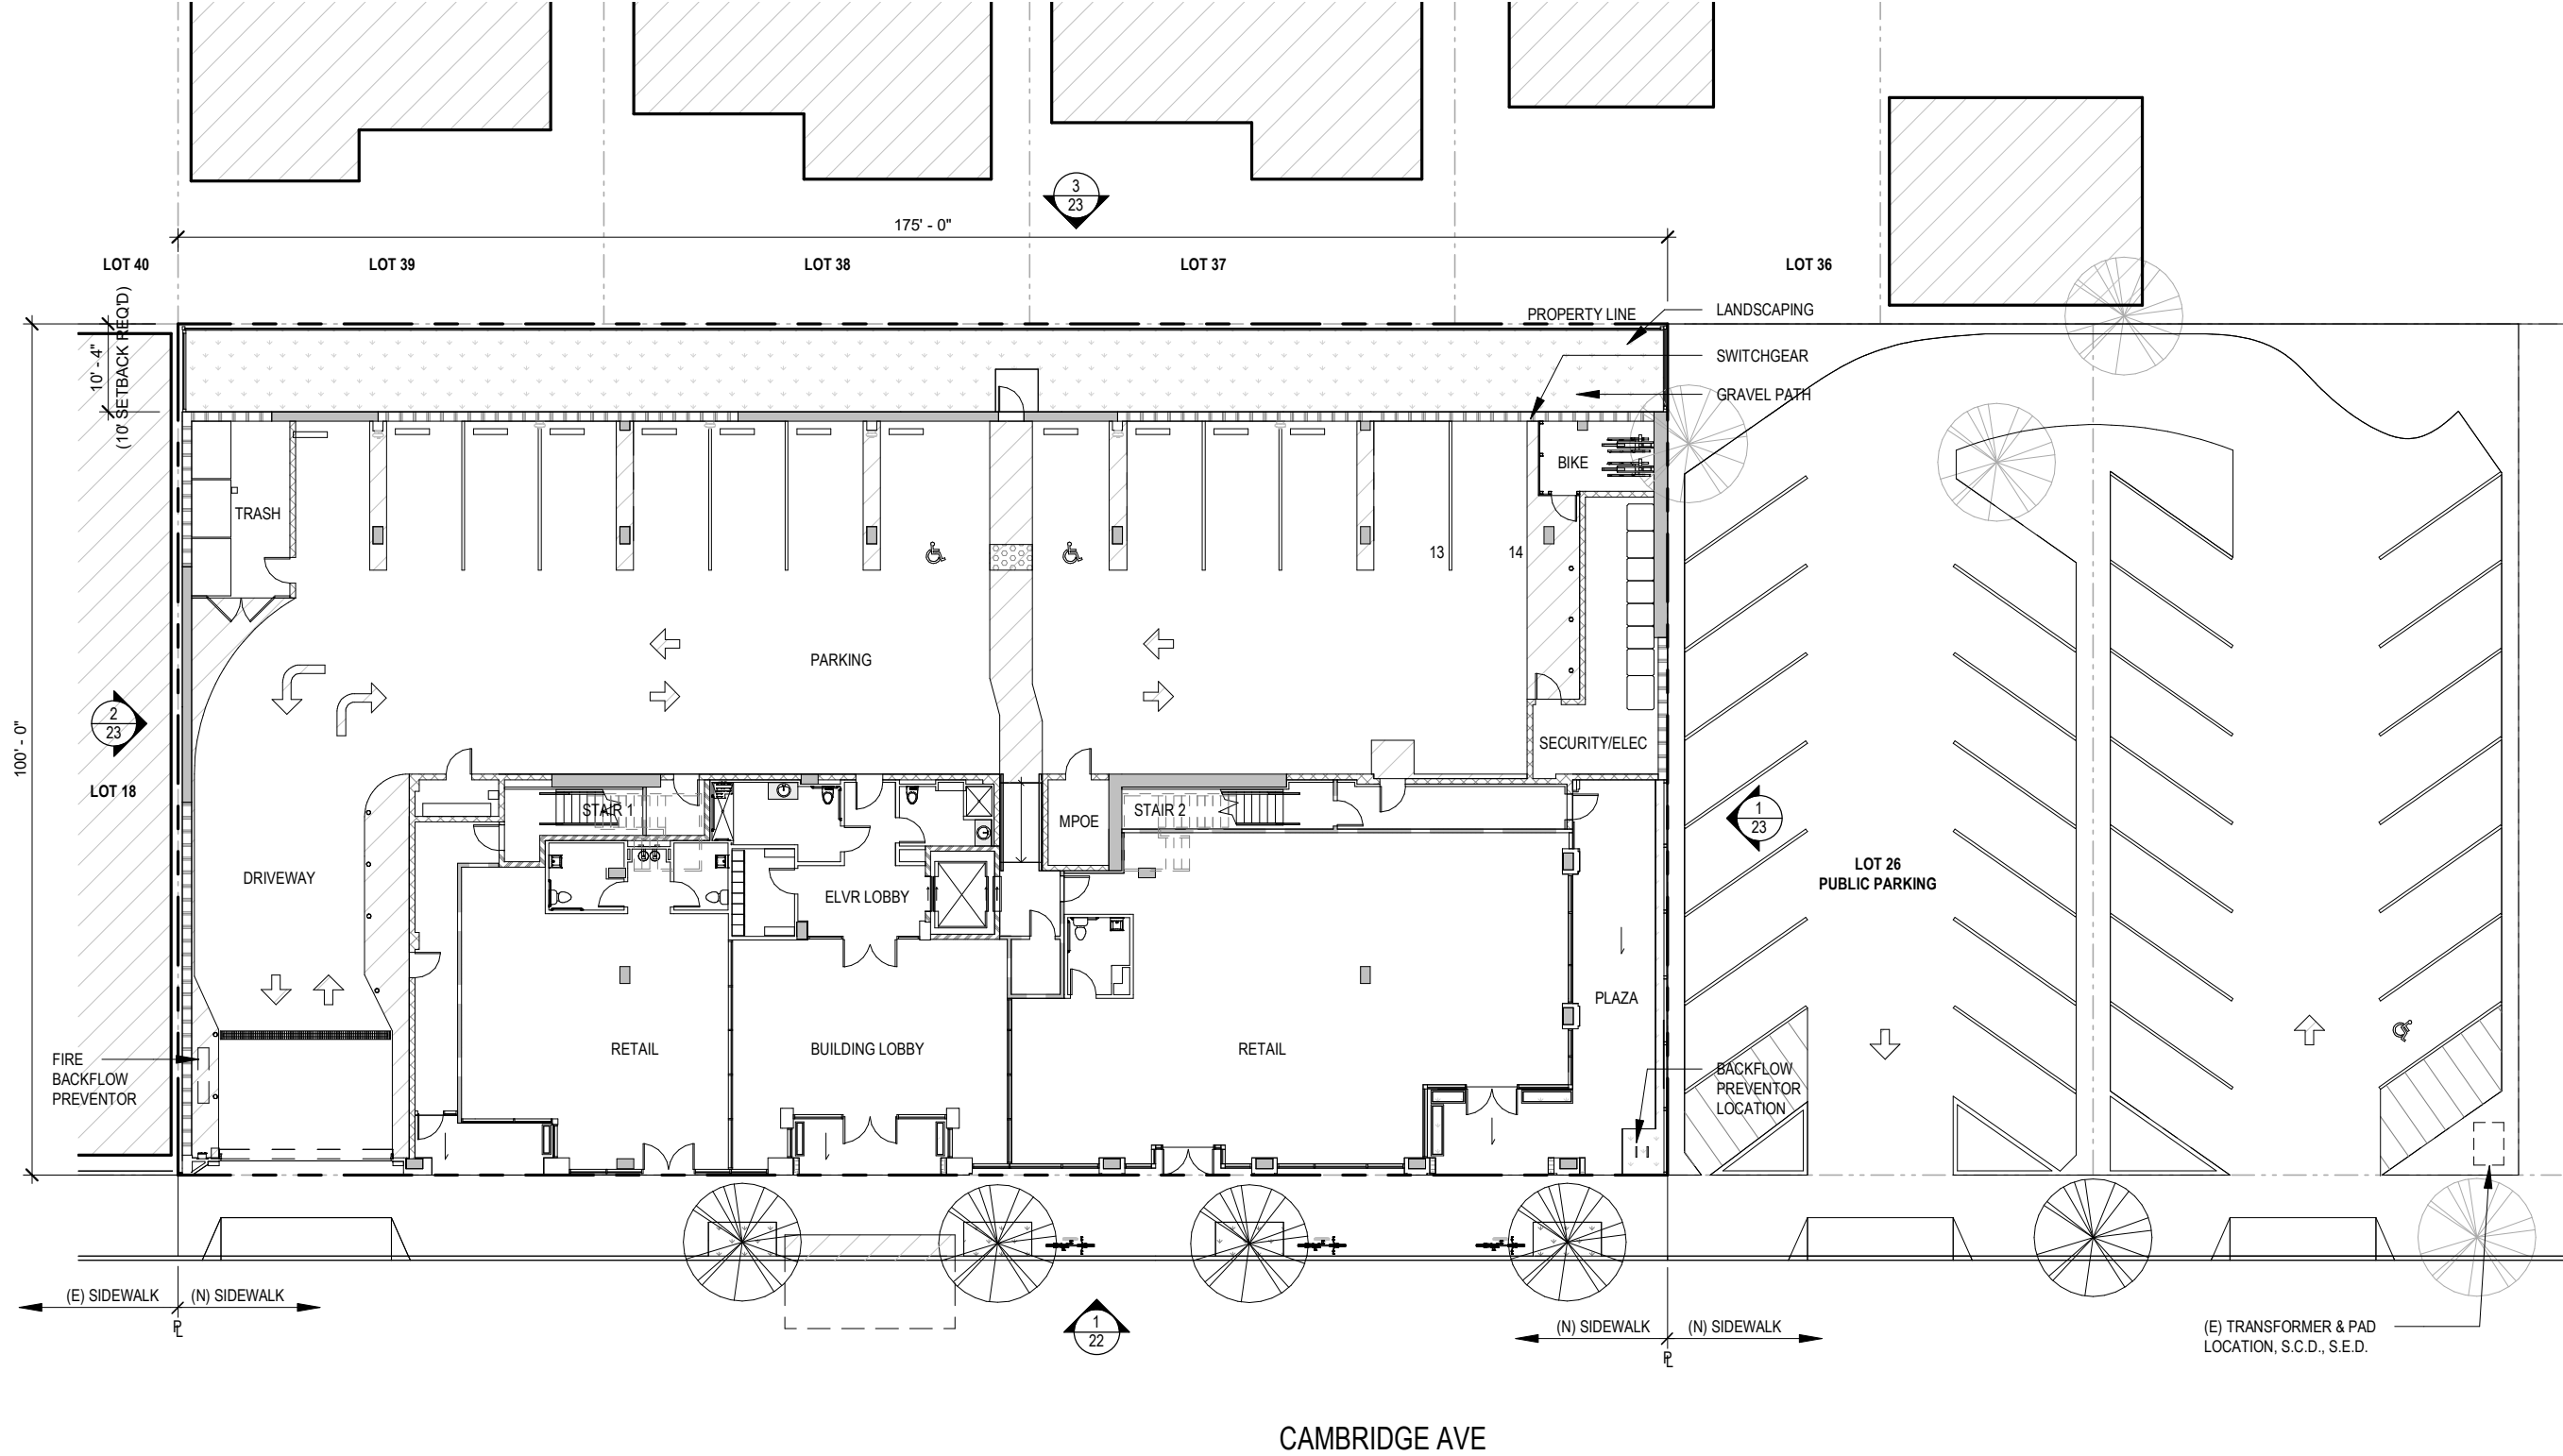 3
23
175' - 0"
LOT 40
LOT 39
LOT 38
LOT 37
LOT 36
10' - 4"
(10' SETBACK REQ'D)
PROPERTY LINE
LANDSCAPING
SWITCHGEAR
GRAVEL PATH
BIKE
TRASH
13
14
PARKING
2
23
100' - 0"
SECURITY/ELEC
LOT 18
STAIR 1
MPOE
STAIR 2
1
23
DRIVEWAY
ELVR LOBBY
LOT 26
PUBLIC PARKING
PLAZA
FIRE
BACKFLOW
PREVENTOR
RETAIL
BUILDING LOBBY
RETAIL
BACKFLOW
PREVENTOR
LOCATION
(E) SIDEWALK
(N) SIDEWALK
PL
1
22
(N) SIDEWALK
(N) SIDEWALK
PL
(E) TRANSFORMER & PAD
LOCATION, S.C.D., S.E.D.
CAMBRIDGE AVE